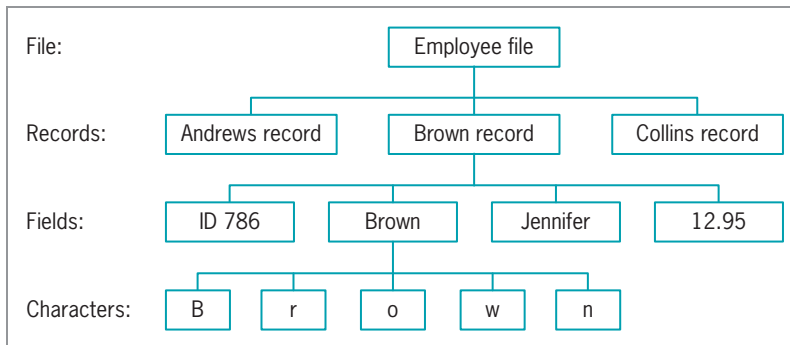 File: Employee file
Records: Andrews record Brown record Collins record
Fields: ID 786 Brown Jennifer 12.95
Characters: B r o w n